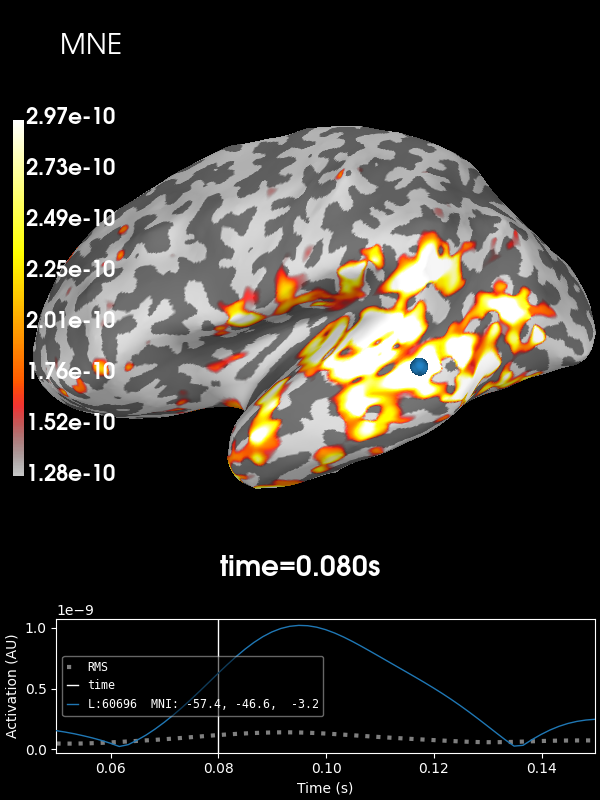 MNE
2.97e-10
2.73e-10
2.49e-10
2.25e-10
2.01e-10
1.76e-10
1.52e-10
1.28e-10
time=0.080s
1e−9
1.0
0.5
0.0
Activation (AU)
RMS
time
L:60696  MNI: -57.4, -46.6,  -3.2
0.06 0.08 0.10 0.12 0.14
Time (s)